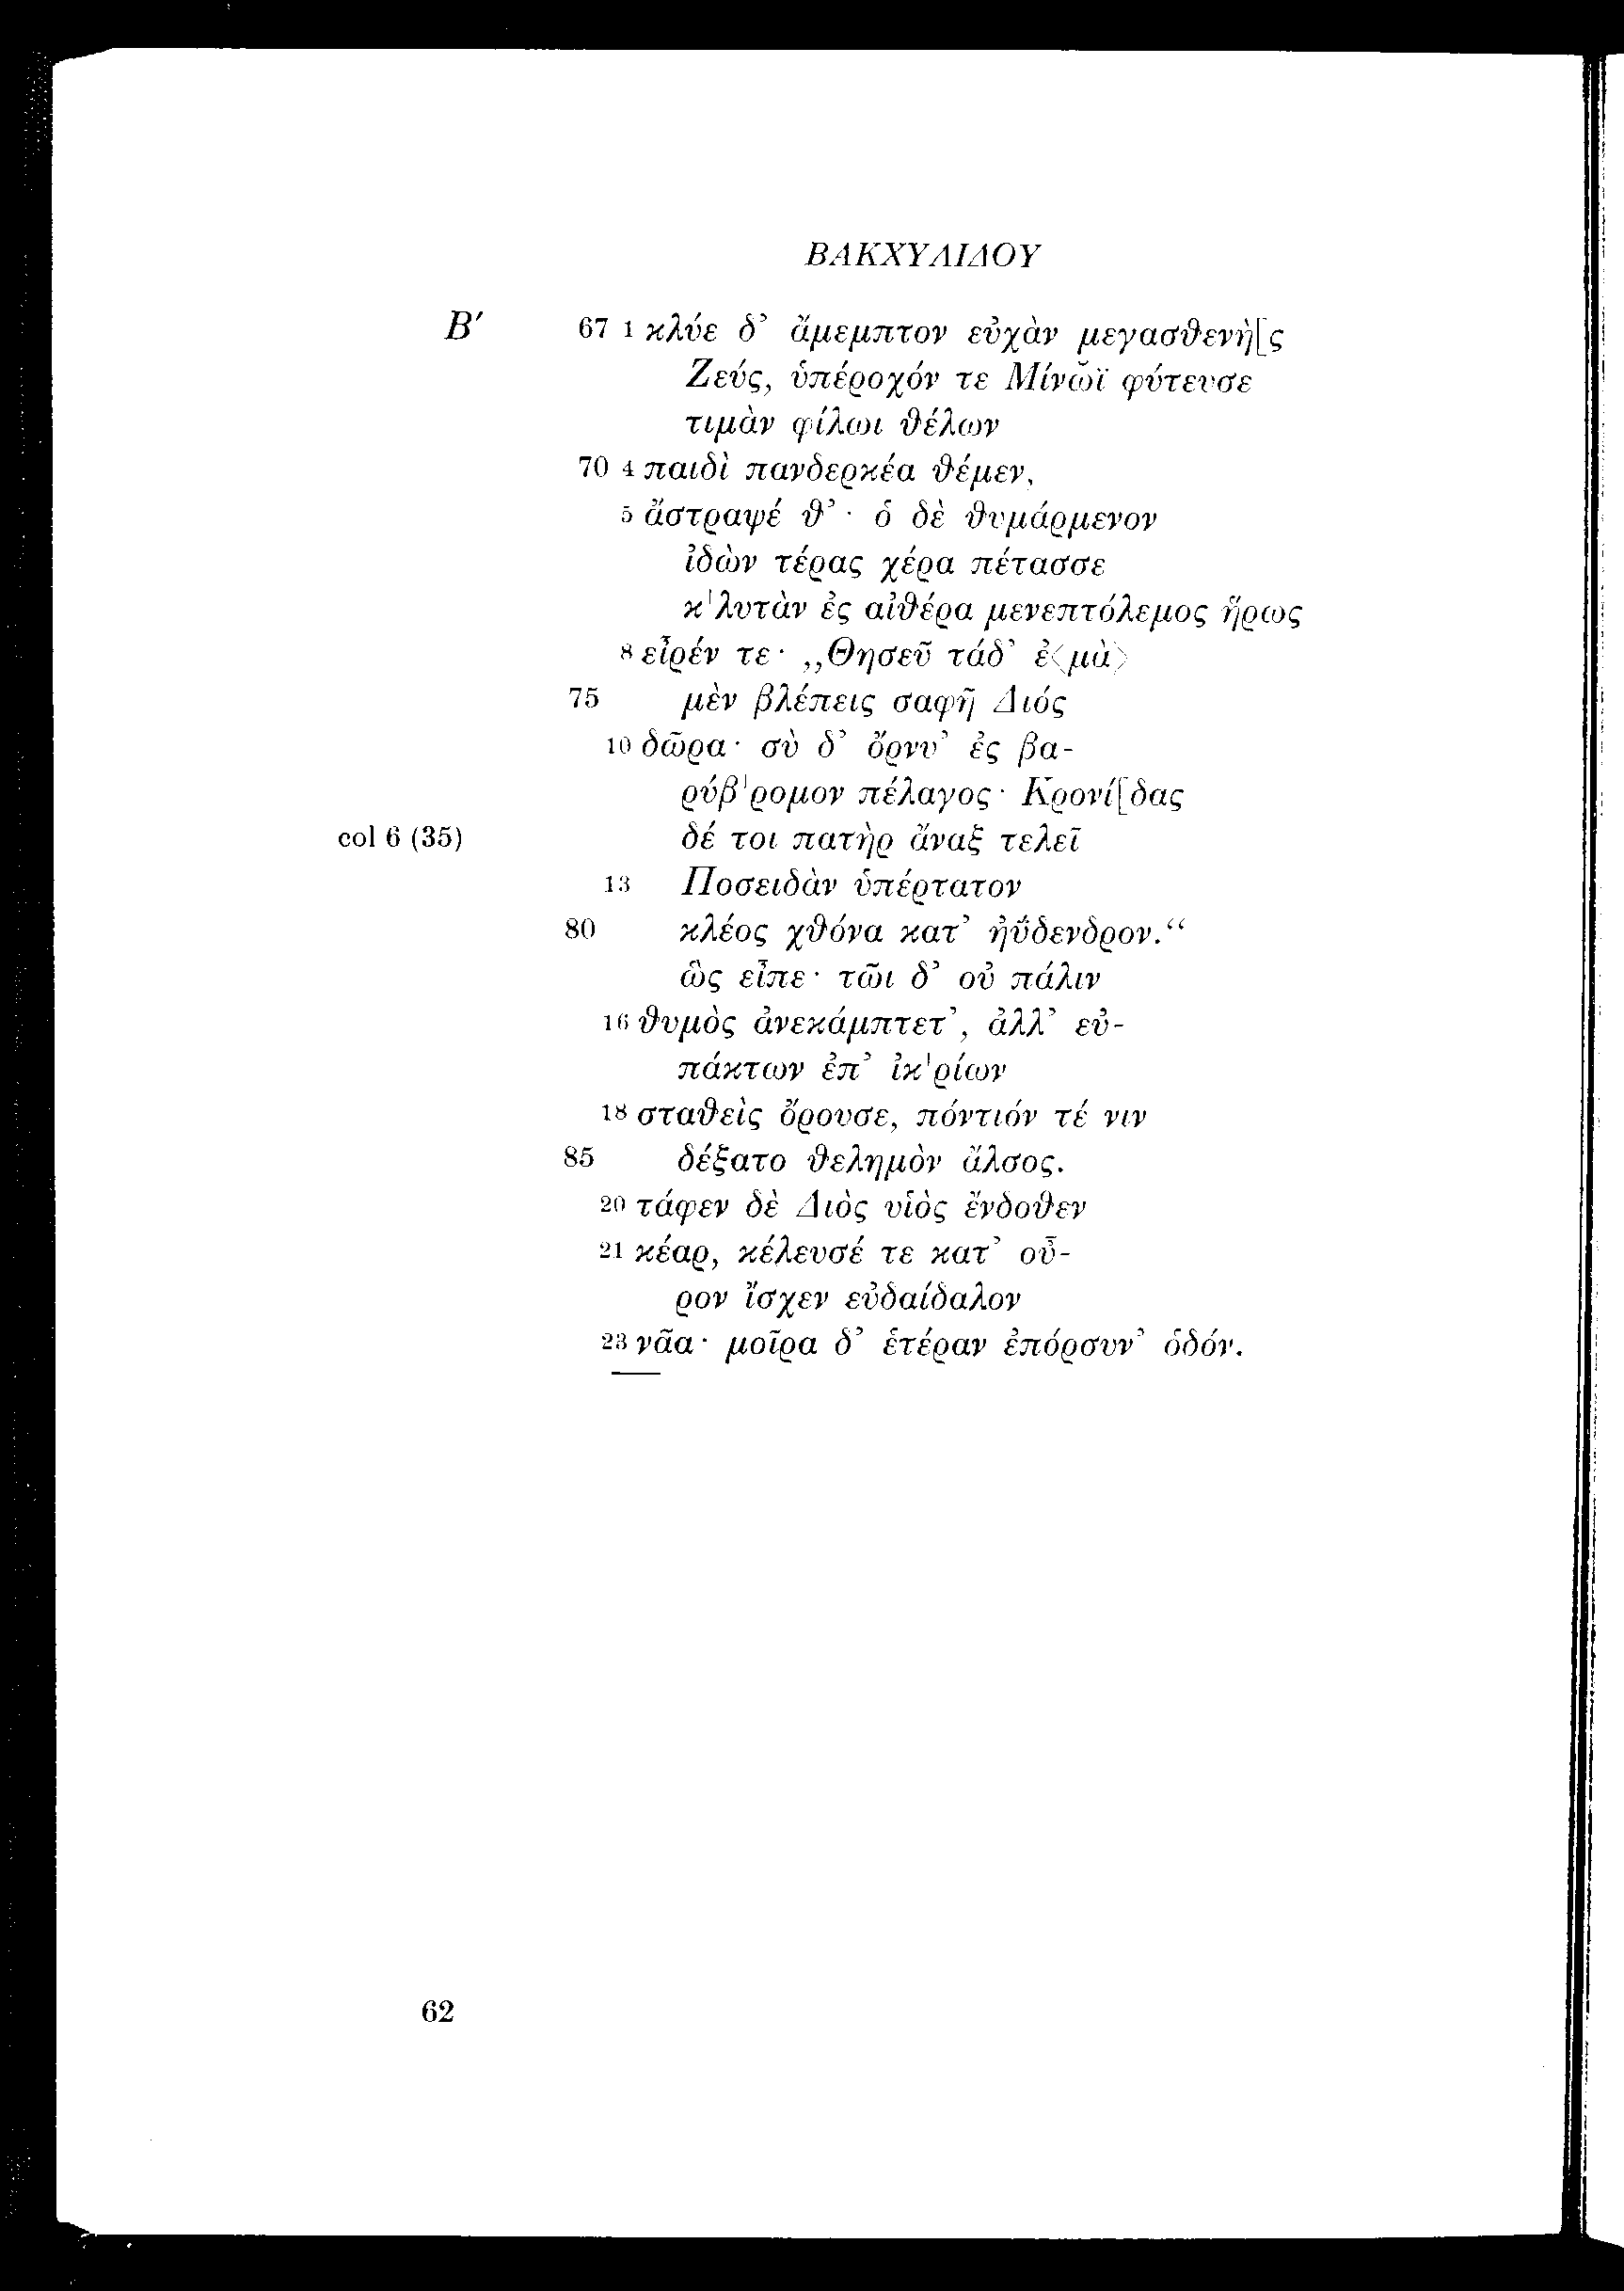 ΒΑΚΧΥΛΙΔΟΥ
Β′ 67 1 κλύε δ’ ἄμεμπτον εὐχὰν μεγασθενὴ[ς
Ζεύς, ὑπέροχόν τε Μίνῶϊ φύτευσε
τιμὰν φίλωι θέλων
70 4 παιδὶ πανδερκέα θέμεν,
5 ἄστραψέ θ’· ὁ δὲ θυμάρμενον
ἰδὼν τέρας χέρα πέτασσε
κ'λυτὰν ἐς αἰθέρα μενεπτόλεμος ἥρως
8 εἶρέν τε· „Θησεῦ τάδ’ ἐ⟨μὰ⟩
75 μὲν βλέπεις σαφῆ Διός
10 δῶρα· σὺ δ’ ὄρνυ’ ἐς βα-
ρύβ'ρομον πέλαγος· Κρονί[δας
col 6 (35) δέ τοι πατὴρ ἄναξ τελεῖ
13 Ποσειδὰν ὑπέρτατον
80 κλέος χθόνα κατ’ ἠΰδενδρον.“
ὣς εἶπε· τῶι δ’ οὐ πάλιν
16 θυμὸς ἀνεκάμπτετ’, ἀλλ’ εὐ-
πάκτων ἐπ’ ἰκ'ρίων
18 σταθεὶς ὄρουσε, πόντιόν τέ νιν
85 δέξατο θελημὸν ἄλσος.
20 τάφεν δὲ Διὸς υἱὸς ἔνδοθεν
21 κέαρ, κέλευσέ τε κατ’ οὖ-
ρον ἴσχεν εὐδαίδαλον
23 νᾶα· μοῖρα δ’ ἑτέραν ἐπόρσυν’ ὁδόν.
62